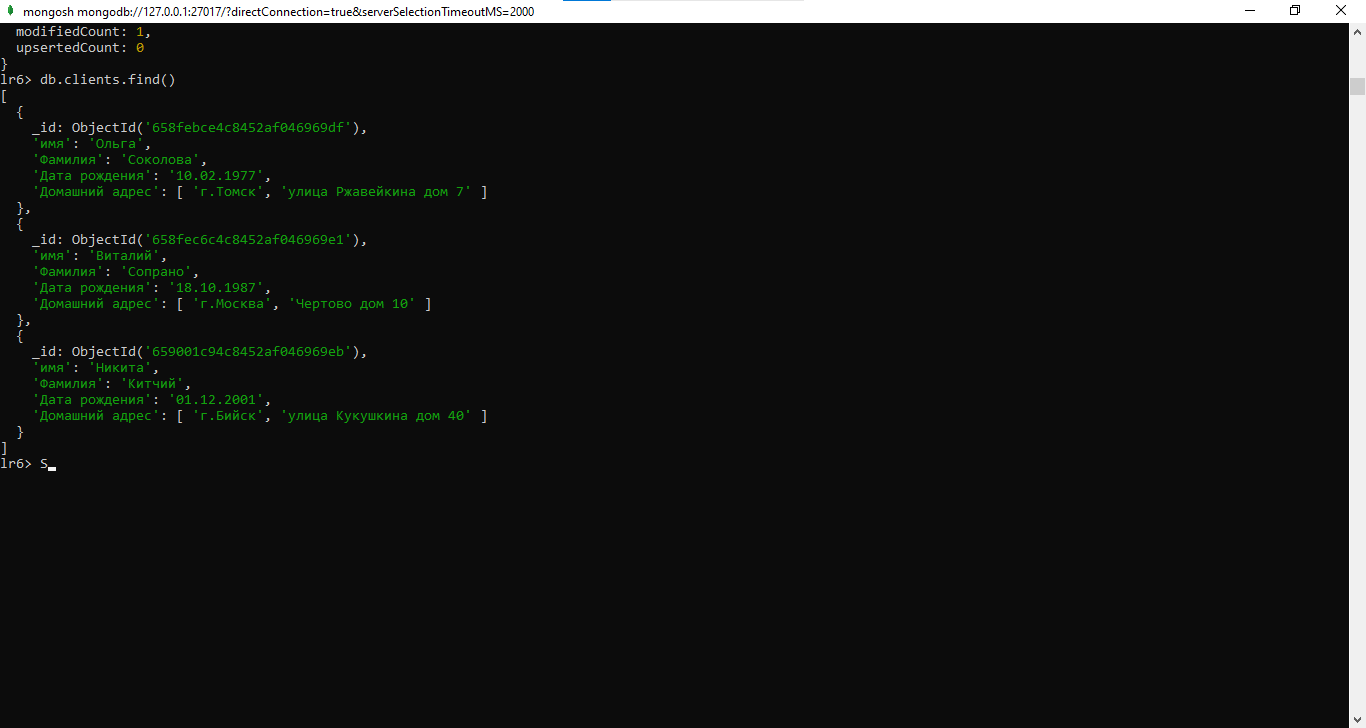 mongosh mongodb://127.0.0.1:27017/?directConnection=true&serverSelectionTimeoutMS=2000
  modifiedCount: 1,
  upsertedCount: 0
}
lr6> db.clients.find()
[
  {
    _id: ObjectId('658febce4c8452af046969df'),
    'имя': 'Ольга',
    'Фамилия': 'Соколова',
    'Дата рождения': '10.02.1977',
    'Домашний адрес': [ 'г.Томск', 'улица Ржавейкина дом 7' ]
  },
  {
    _id: ObjectId('658fec6c4c8452af046969e1'),
    'имя': 'Виталий',
    'Фамилия': 'Сопрано',
    'Дата рождения': '18.10.1987',
    'Домашний адрес': [ 'г.Москва', 'Чертово дом 10' ]
  },
  {
    _id: ObjectId('659001c94c8452af046969eb'),
    'имя': 'Никита',
    'Фамилия': 'Китчий',
    'Дата рождения': '01.12.2001',
    'Домашний адрес': [ 'г.Бийск', 'улица Кукушкина дом 40' ]
  }
]
lr6> S